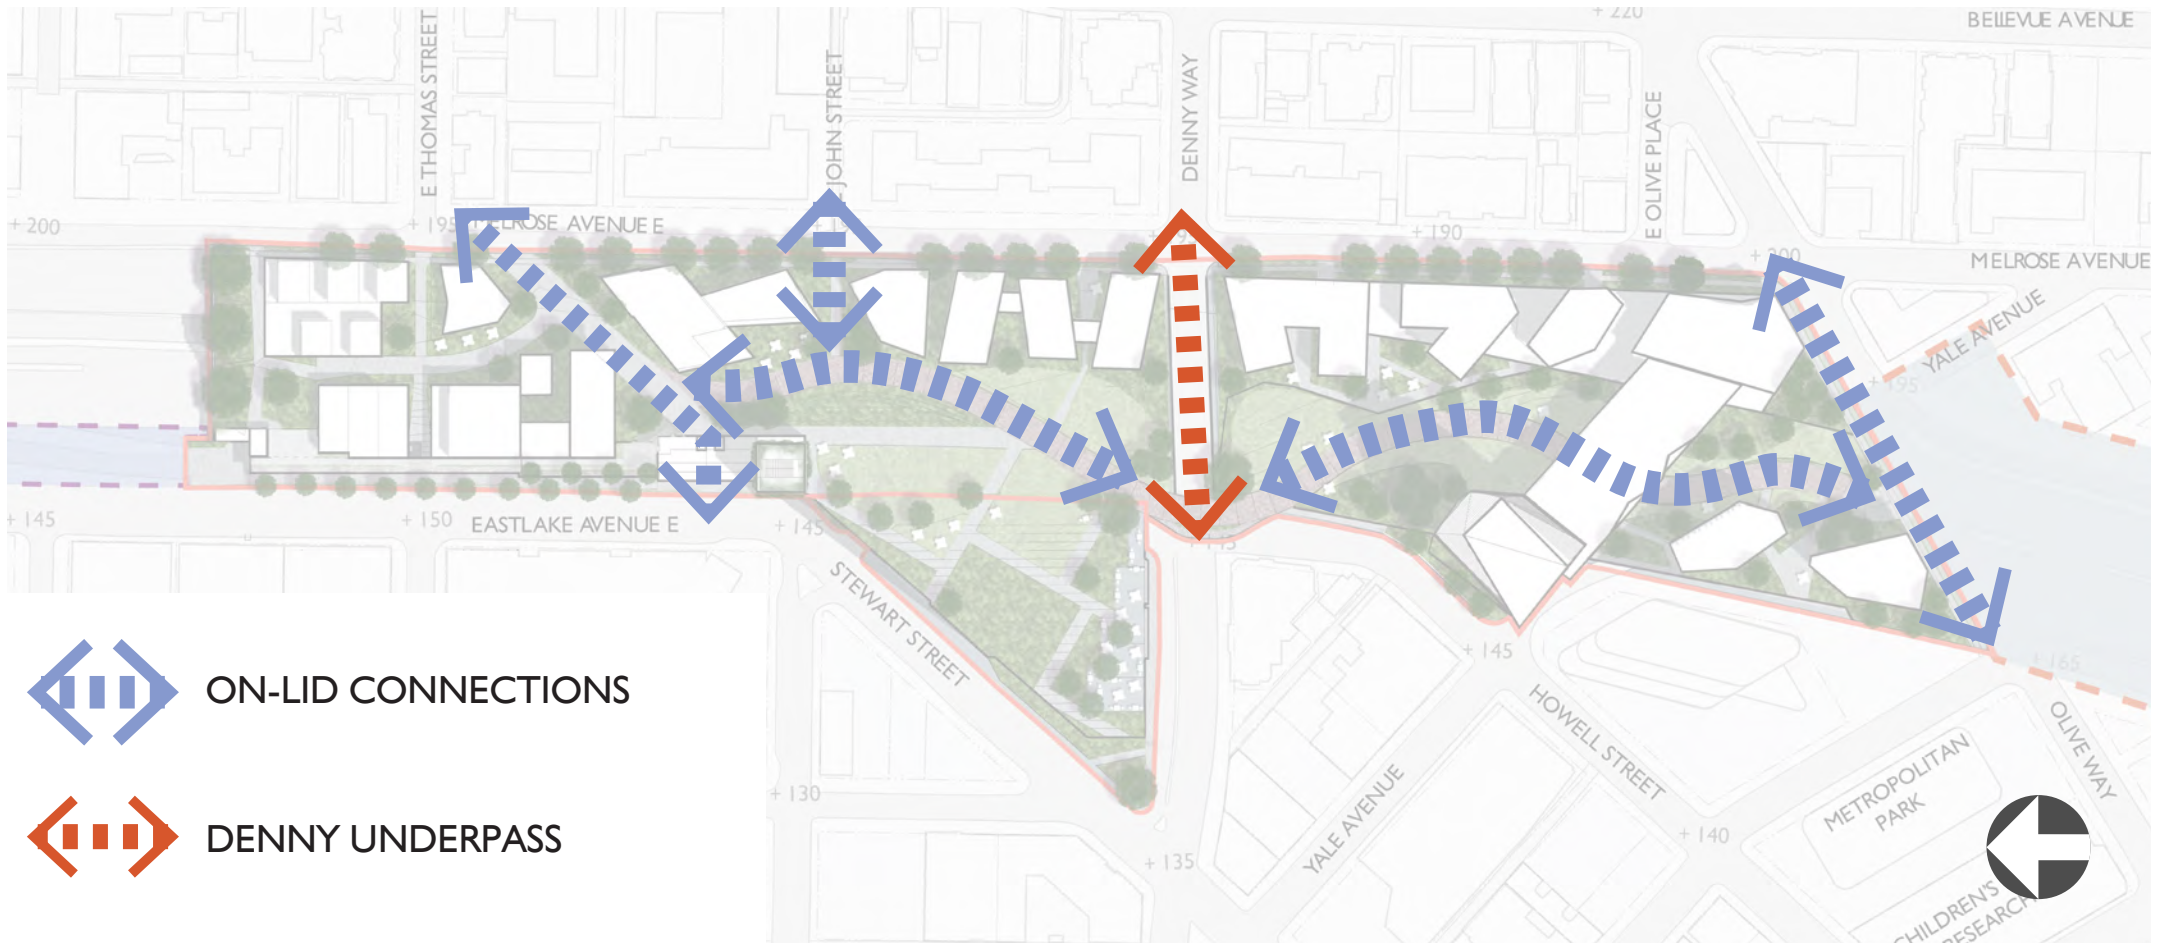 + 220
BELLEVUE AVENUE
E THOMAS STREET
JOHN STREET
DENNY WAY
E OLIVE PLACE
+ 200
+ 195
MELROSE AVENUE E
+ 190
+ 200
MELROSE AVENUE
YALE AVENUE
+ 195
+ 145
+ 150
EASTLAKE AVENUE E
+ 145
+ 145
STEWART STREET
+ 145
+ 165
HOWELL STREET
OLIVE WAY
ON-LID CONNECTIONS
METROPOLITAN
PARK
+ 130
YALE AVENUE
+ 140
DENNY UNDERPASS
+ 135
CHILDREN'S
RESEARCH